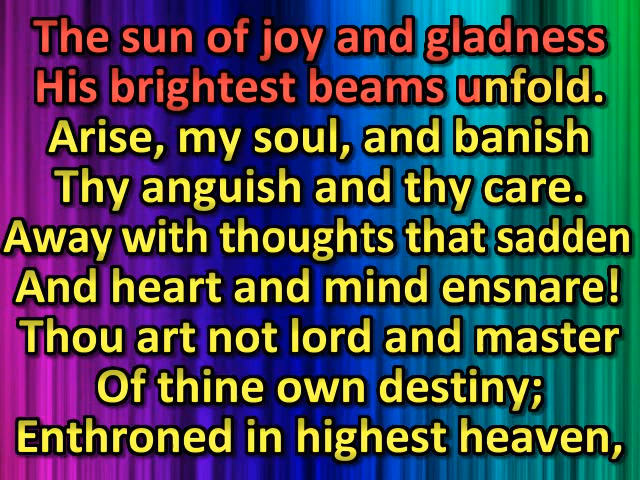 The sun of joy and gladness
His brightest beams unfold.
Arise, my soul, and banish
Thy anguish and thy care.
Away with thoughts that sadden
And heart and mind ensnare!
Thou art not lord and master
Of thine own destiny;
Enthroned in highest heaven,